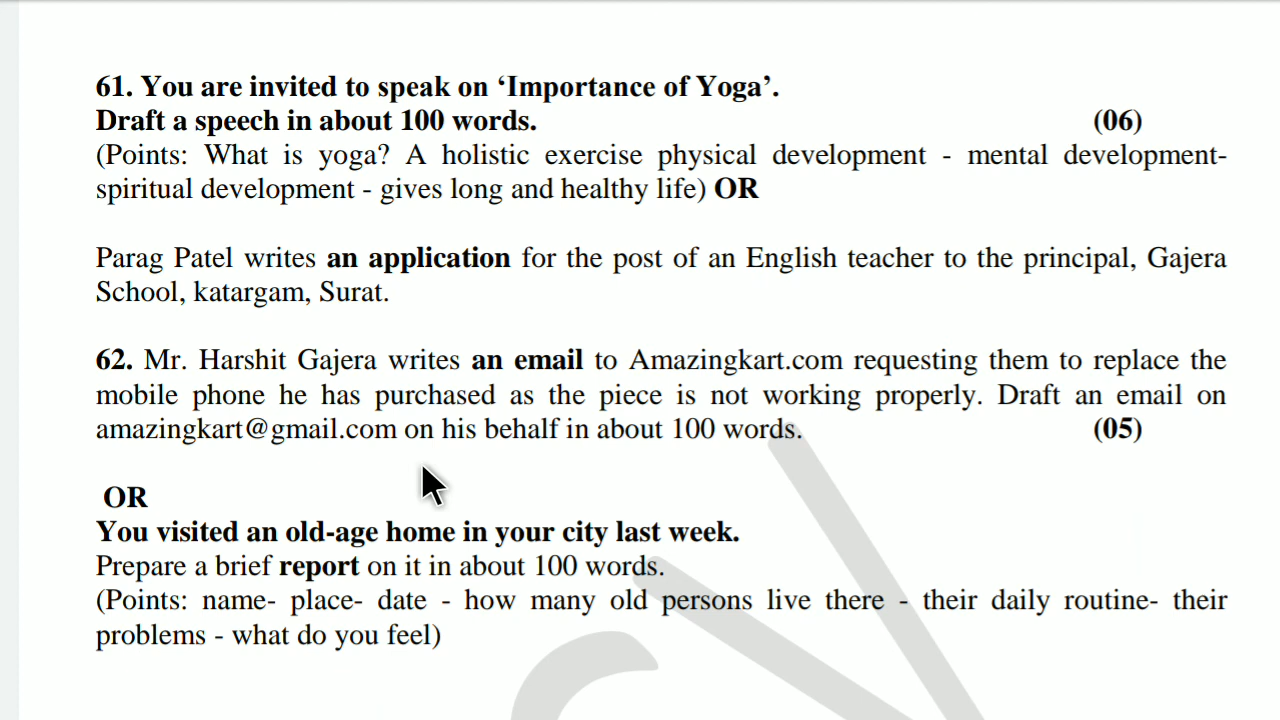 61. You are invited to speak on ‘Importance of Yoga’.
Draft a speech in about 100 words. (06)
(Points: What is yoga? A holistic exercise physical development - mental development-
spiritual development - gives long and healthy life) OR
Parag Patel writes an application for the post of an English teacher to the principal, Gajera
School, katargam, Surat.
62. Mr. Harshit Gajera writes an email to Amazingkart.com requesting them to replace the
mobile phone he has purchased as the piece is not working properly. Draft an email on
amazingkart@gmail.com on his behalf in about 100 words. (05)
OR
You visited an old-age home in your city last week.
Prepare a brief report on it in about 100 words.
(Points: name- place- date - how many old persons live there - their daily routine- their
problems - what do you feel)